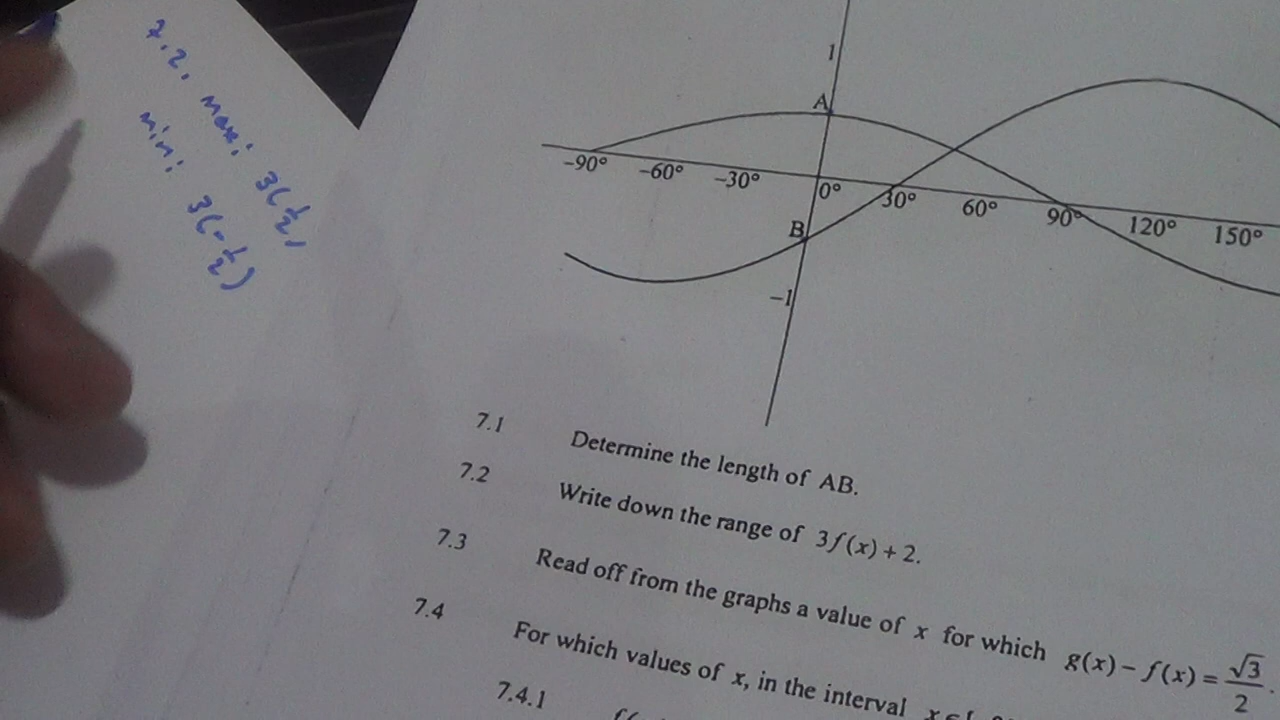 7.2. max: 3(1/2)
min: 3(-1/2)
1
A
-90° -60° -30° 0° 30° 60° 90° 120° 150°
B
-1
7.1 Determine the length of AB.
7.2 Write down the range of 3f(x) + 2.
7.3 Read off from the graphs a value of x for which g(x) – f(x) = √3/2.
7.4 For which values of x, in the interval
7.4.1